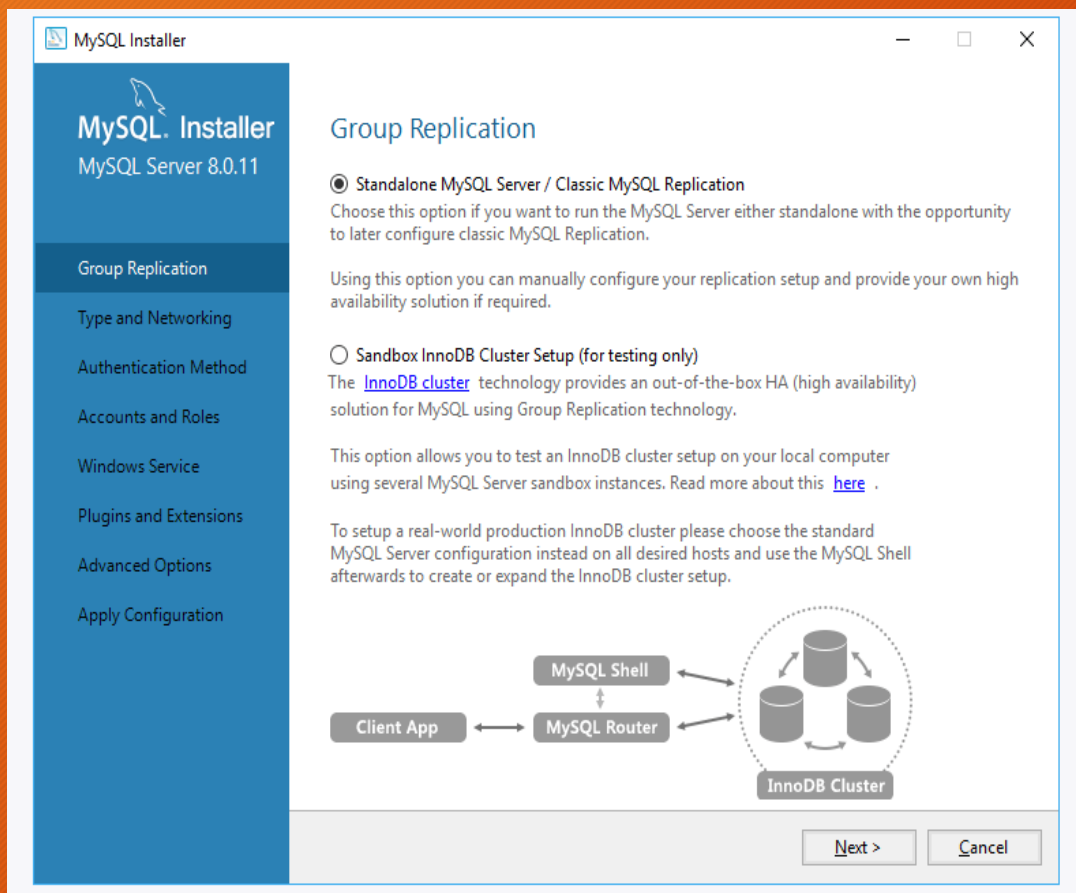 MySQL Installer
MySQL. Installer
MySQL Server 8.0.11
Group Replication
Type and Networking
Authentication Method
Accounts and Roles
Windows Service
Plugins and Extensions
Advanced Options
Apply Configuration
Group Replication
Standalone MySQL Server / Classic MySQL Replication
Choose this option if you want to run the MySQL Server either standalone with the opportunity
to later configure classic MySQL Replication.
Using this option you can manually configure your replication setup and provide your own high
availability solution if required.
Sandbox InnoDB Cluster Setup (for testing only)
The InnoDB cluster technology provides an out-of-the-box HA (high availability)
solution for MySQL using Group Replication technology.
This option allows you to test an InnoDB cluster setup on your local computer
using several MySQL Server sandbox instances. Read more about this here .
To setup a real-world production InnoDB cluster please choose the standard
MySQL Server configuration instead on all desired hosts and use the MySQL Shell
afterwards to create or expand the InnoDB cluster setup.
MySQL Shell
Client App
MySQL Router
InnoDB Cluster
Next >
Cancel